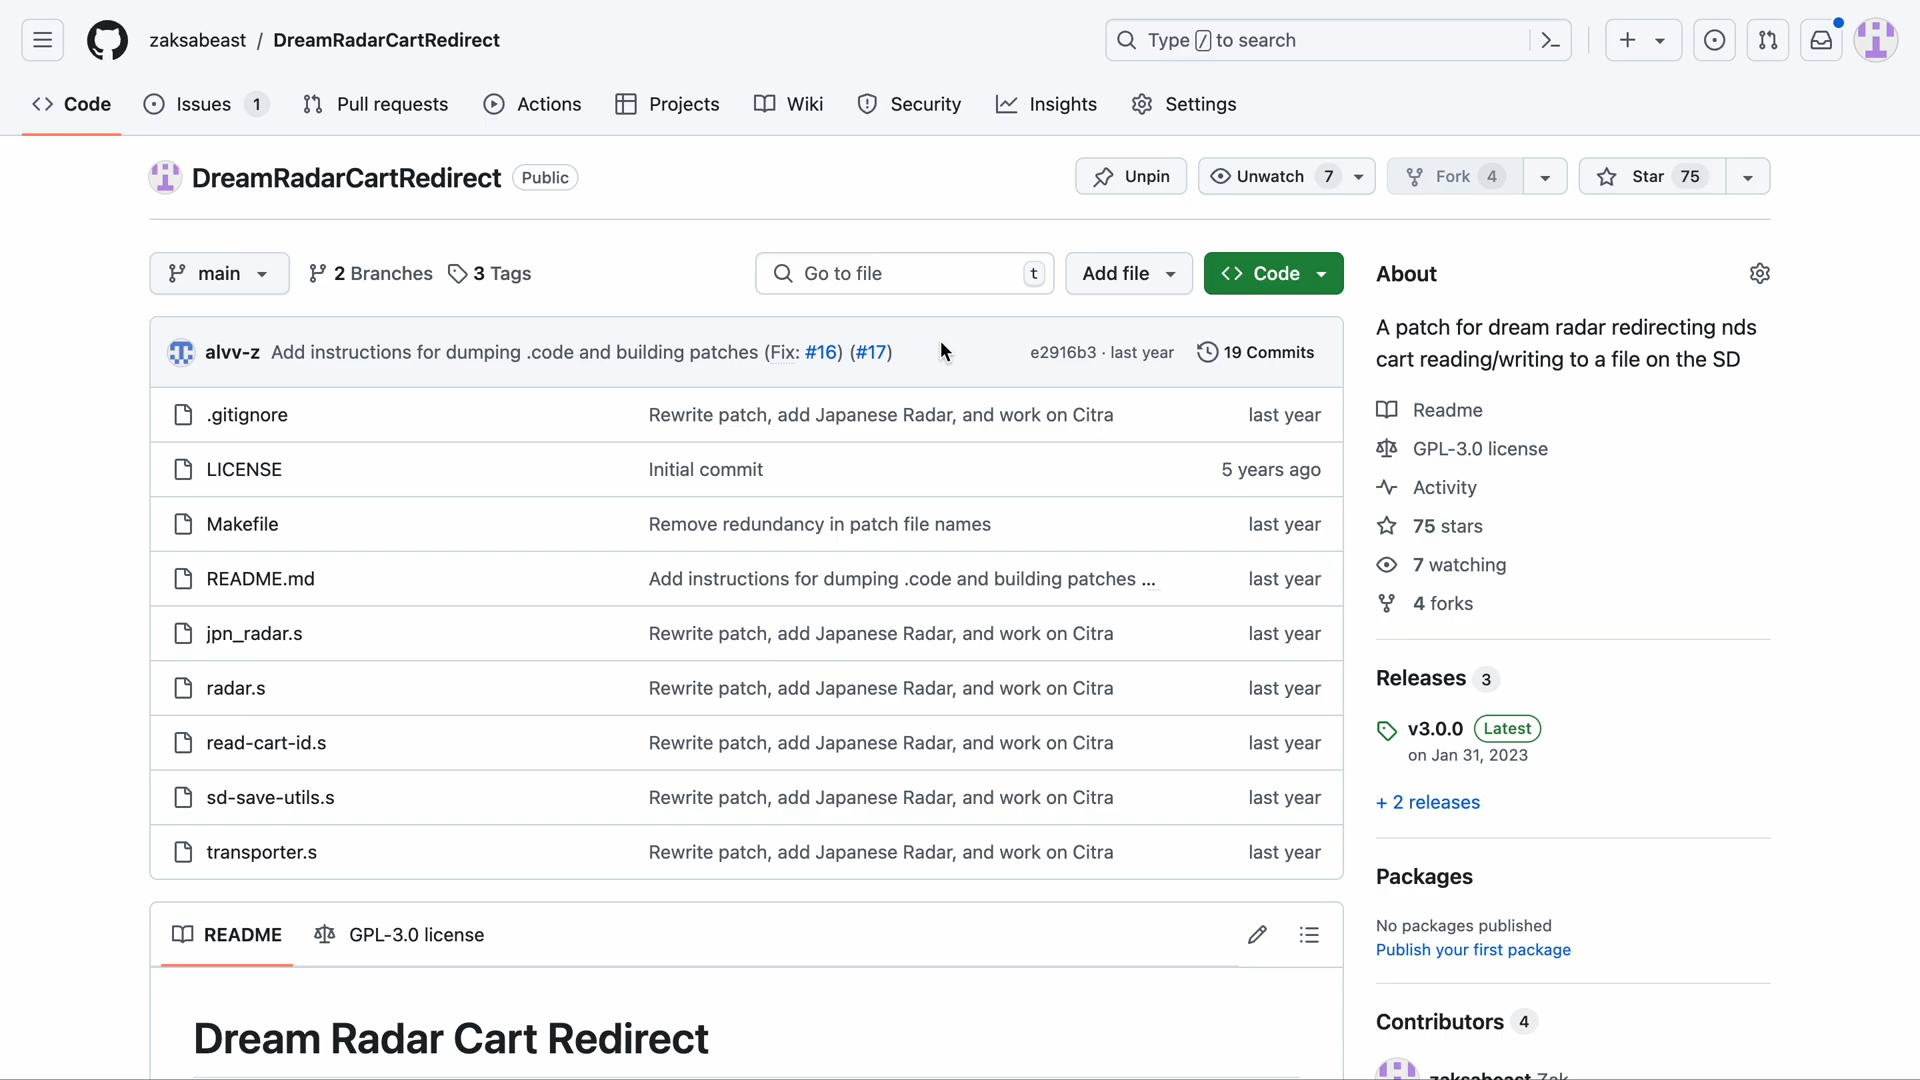 zaksabeast / DreamRadarCartRedirect
Type / to search
Code
Issues 1
Pull requests
Actions
Projects
Wiki
Security
Insights
Settings
DreamRadarCartRedirect Public
Unpin
Unwatch 7
Fork 4
Star 75
main
2 Branches
3 Tags
Go to file t
Add file
<> Code
alvv-z Add instructions for dumping .code and building patches (Fix: #16) (#17)
e2916b3 · last year
19 Commits
.gitignore Rewrite patch, add Japanese Radar, and work on Citra last year
LICENSE Initial commit 5 years ago
Makefile Remove redundancy in patch file names last year
README.md Add instructions for dumping .code and building patches ... last year
jpn_radar.s Rewrite patch, add Japanese Radar, and work on Citra last year
radar.s Rewrite patch, add Japanese Radar, and work on Citra last year
read-cart-id.s Rewrite patch, add Japanese Radar, and work on Citra last year
sd-save-utils.s Rewrite patch, add Japanese Radar, and work on Citra last year
transporter.s Rewrite patch, add Japanese Radar, and work on Citra last year
README
GPL-3.0 license
Dream Radar Cart Redirect
About
A patch for dream radar redirecting nds
cart reading/writing to a file on the SD
Readme
GPL-3.0 license
Activity
75 stars
7 watching
4 forks
Releases 3
v3.0.0 Latest
on Jan 31, 2023
+ 2 releases
Packages
No packages published
Publish your first package
Contributors 4
zaksabeast Zak